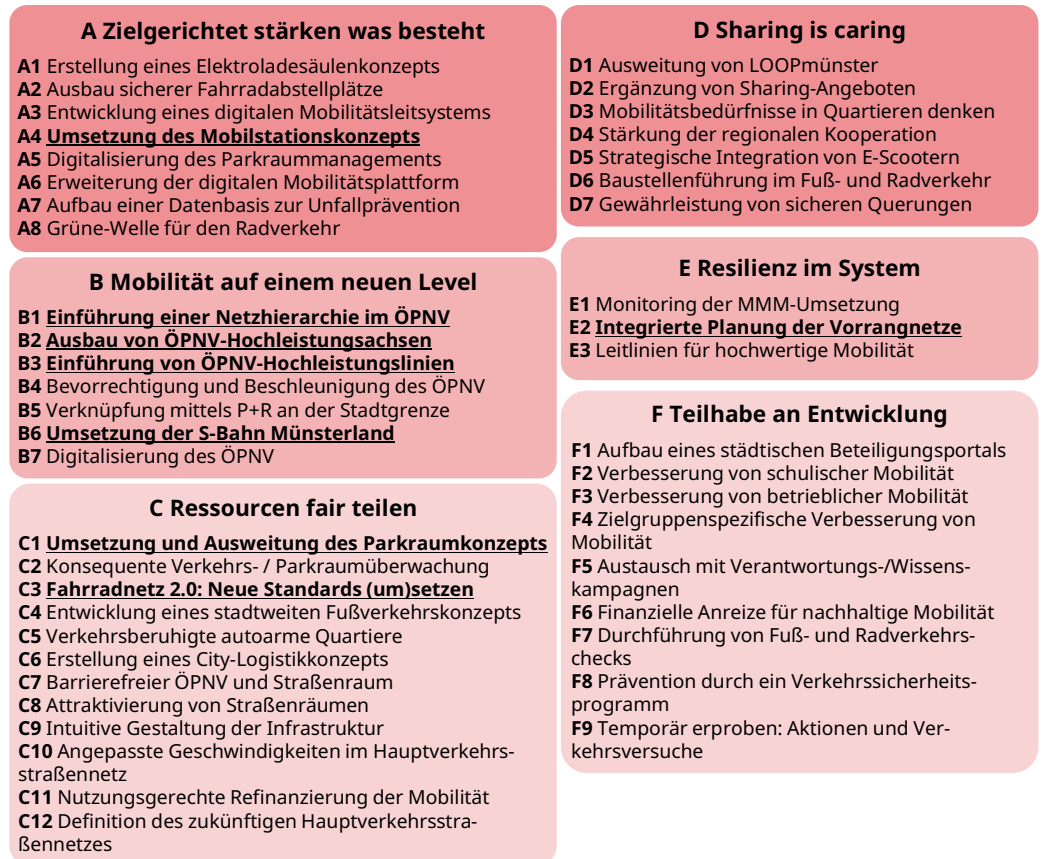 A Zielgerichtet stärken was besteht
A1 Erstellung eines Elektroladesäulenkonzepts
A2 Ausbau sicherer Fahrradabstellplätze
A3 Entwicklung eines digitalen Mobilitätsleitsystems
A4 Umsetzung des Mobilstationskonzepts
A5 Digitalisierung des Parkraummanagements
A6 Erweiterung der digitalen Mobilitätsplattform
A7 Aufbau einer Datenbasis zur Unfallprävention
A8 Grüne-Welle für den Radverkehr
B Mobilität auf einem neuen Level
B1 Einführung einer Netzhierarchie im ÖPNV
B2 Ausbau von ÖPNV-Hochleistungsachsen
B3 Einführung von ÖPNV-Hochleistungslinien
B4 Bevorrechtigung und Beschleunigung des ÖPNV
B5 Verknüpfung mittels P+R an der Stadtgrenze
B6 Umsetzung der S-Bahn Münsterland
B7 Digitalisierung des ÖPNV
C Ressourcen fair teilen
C1 Umsetzung und Ausweitung des Parkraumkonzepts
C2 Konsequente Verkehrs- / Parkraumüberwachung
C3 Fahrradnetz 2.0: Neue Standards (um)setzen
C4 Entwicklung eines stadtweiten Fußverkehrskonzepts
C5 Verkehrsberuhigte autoarme Quartiere
C6 Erstellung eines City-Logistikkonzepts
C7 Barrierefreier ÖPNV und Straßenraum
C8 Attraktivierung von Straßenräumen
C9 Intuitive Gestaltung der Infrastruktur
C10 Angepasste Geschwindigkeiten im Hauptverkehrs-
straßennetz
C11 Nutzungsgerechte Refinanzierung der Mobilität
C12 Definition des zukünftigen Hauptverkehrsstra-
ßennetzes
D Sharing is caring
D1 Ausweitung von LOOPmünster
D2 Ergänzung von Sharing-Angeboten
D3 Mobilitätsbedürfnisse in Quartieren denken
D4 Stärkung der regionalen Kooperation
D5 Strategische Integration von E-Scootern
D6 Baustellenführung im Fuß- und Radverkehr
D7 Gewährleistung von sicheren Querungen
E Resilienz im System
E1 Monitoring der MMM-Umsetzung
E2 Integrierte Planung der Vorrangnetze
E3 Leitlinien für hochwertige Mobilität
F Teilhabe an Entwicklung
F1 Aufbau eines städtischen Beteiligungsportals
F2 Verbesserung von schulischer Mobilität
F3 Verbesserung von betrieblicher Mobilität
F4 Zielgruppenspezifische Verbesserung von
Mobilität
F5 Austausch mit Verantwortungs-/Wissens-
kampagnen
F6 Finanzielle Anreize für nachhaltige Mobilität
F7 Durchführung von Fuß- und Radverkehrs-
checks
F8 Prävention durch ein Verkehrssicherheits-
programm
F9 Temporär erproben: Aktionen und Ver-
kehrsversuche